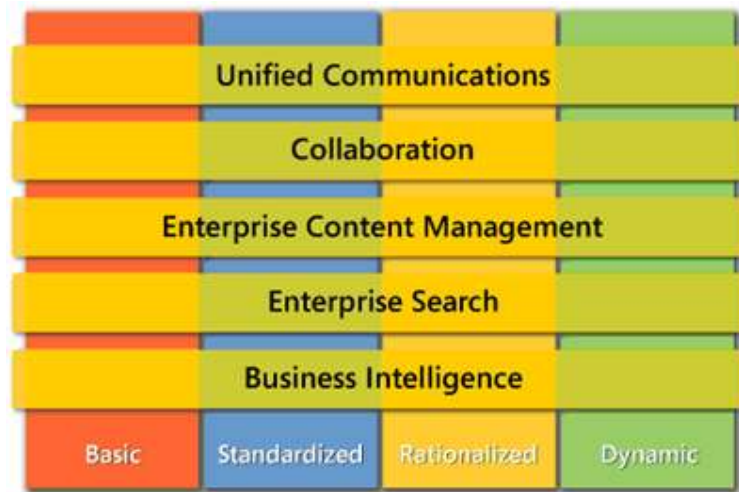 Unified Communications
Collaboration
Enterprise Content Management
Enterprise Search
Business Intelligence
Basic
Standardized
Rationalized
Dynamic